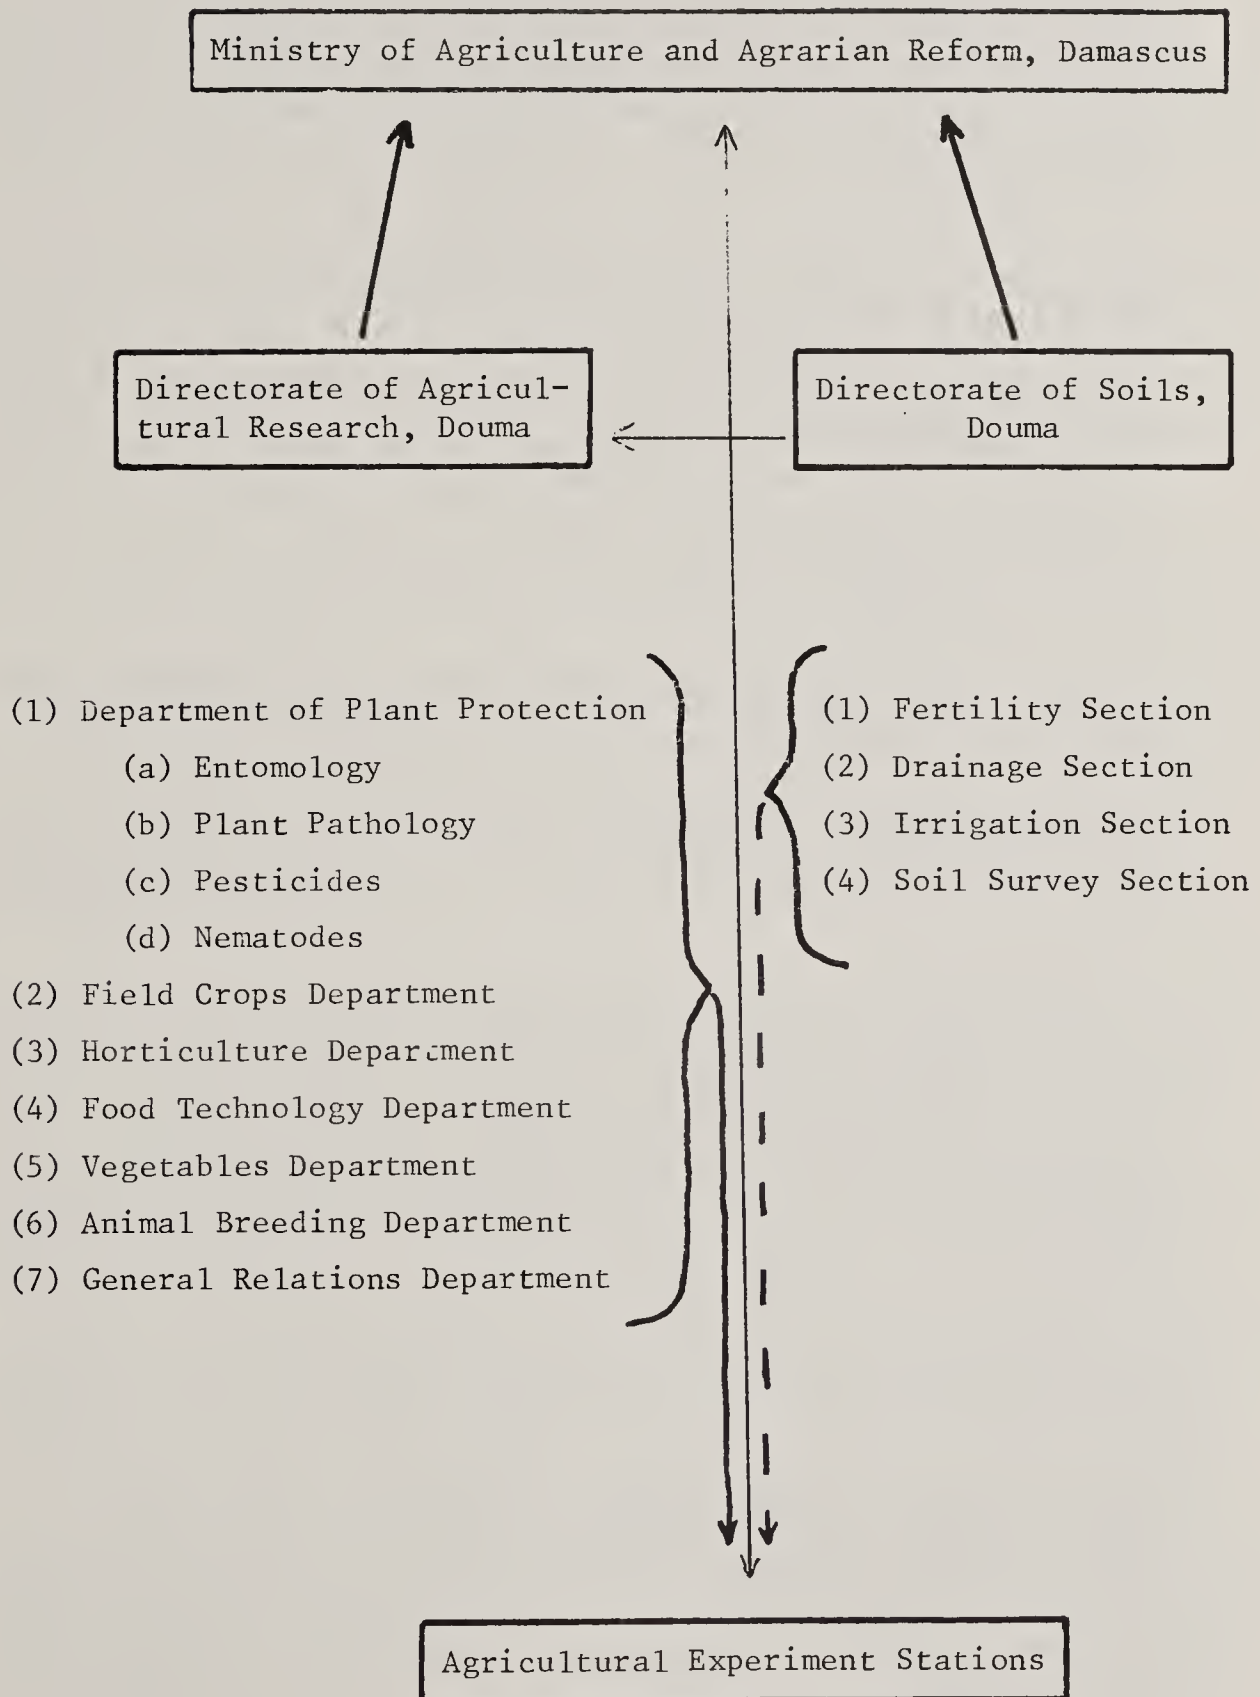 Ministry of Agriculture and Agrarian Reform, Damascus
Directorate of Agricul-
tural Research, Douma
Directorate of Soils,
Douma
(1) Department of Plant Protection
(a) Entomology
(b) Plant Pathology
(c) Pesticides
(d) Nematodes
(2) Field Crops Department
(3) Horticulture Department
(4) Food Technology Department
(5) Vegetables Department
(6) Animal Breeding Department
(7) General Relations Department
(1) Fertility Section
(2) Drainage Section
(3) Irrigation Section
(4) Soil Survey Section
Agricultural Experiment Stations